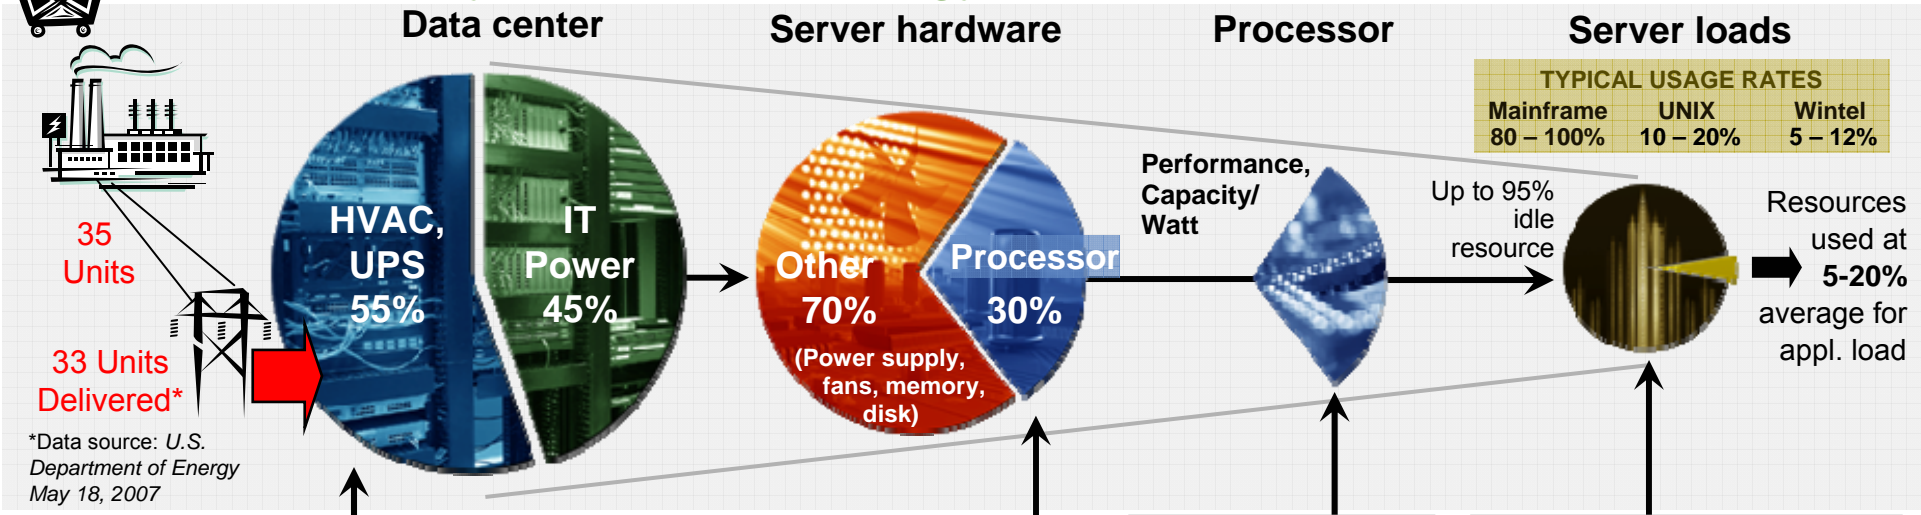 Data center
Server hardware
Processor
Server loads
TYPICAL USAGE RATES
Mainframe UNIX Wintel
80 – 100% 10 – 20% 5 – 12%
35
Units
33 Units
Delivered*
*Data source: U.S.
Department of Energy
May 18, 2007
HVAC,
UPS
55%
IT
Power
45%
Other
70%
(Power supply,
fans, memory,
disk)
Processor
30%
Performance,
Capacity/
Watt
Up to 95%
idle
resource
Resources
used at
5-20%
average for
appl. load